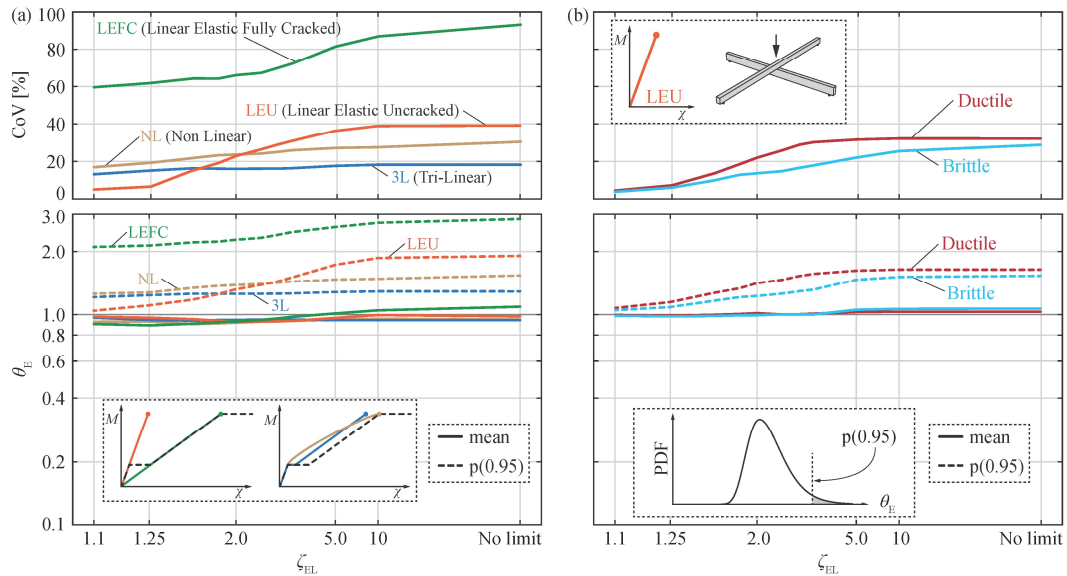 (a)
CoV [%]
100
80
60
40
20
0
LEFC (Linear Elastic Fully Cracked)
LEU (Linear Elastic Uncracked)
NL (Non Linear)
3L (Tri-Linear)
θE
3.0
2.0
1.0
0.8
0.6
0.4
0.2
0.1
LEFC
LEU
NL
3L
M
χ
M
χ
mean
p(0.95)
1.1
1.25
2.0
5.0
10
No limit
ζEL
(b)
M
LEU
χ
Ductile
Brittle
Ductile
Brittle
PDF
p(0.95)
θE
mean
p(0.95)
1.1
1.25
2.0
5.0
10
No limit
ζEL